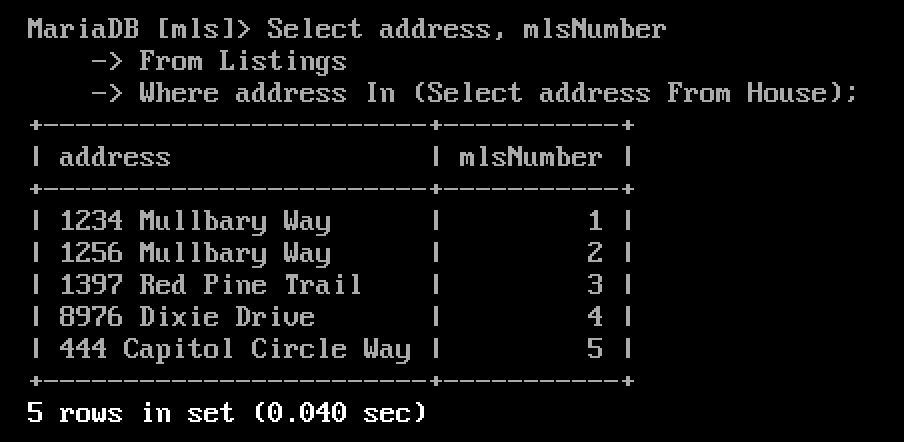 MariaDB [mls]> Select address, mlsNumber
    -> From Listings
    -> Where address In (Select address From House);
+------------------------+-----------+
| address                | mlsNumber |
+------------------------+-----------+
| 1234 Mullbary Way      |         1 |
| 1256 Mullbary Way      |         2 |
| 1397 Red Pine Trail    |         3 |
| 8976 Dixie Drive       |         4 |
| 444 Capitol Circle Way |         5 |
+------------------------+-----------+
5 rows in set (0.040 sec)